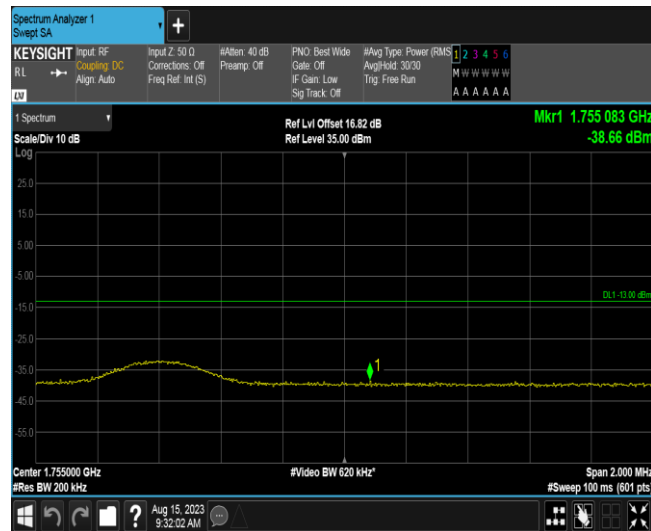 Spectrum Analyzer 1
Swept SA
+
KEYSIGHT
RL
LXI
Input: RF
Coupling: DC
Align: Auto
Input Z: 50 Ω
Corrections: Off
Freq Ref: Int (S)
#Atten: 40 dB
Preamp: Off
PNO: Best Wide
Gate: Off
IF Gain: Low
Sig Track: Off
#Avg Type: Power (RMS
Avg|Hold: 30/30
Trig: Free Run
1 2 3 4 5 6
M W W W W W
A A A A A A
1 Spectrum
Scale/Div 10 dB
Log
Ref Lvl Offset 16.82 dB
Ref Level 35.00 dBm
Mkr1 1.755 083 GHz
-38.66 dBm
25.0
15.0
5.00
-5.00
DL1 -13.00 dBm
-15.0
-25.0
-35.0
1
-45.0
-55.0
Center 1.755000 GHz
#Res BW 200 kHz
#Video BW 620 kHz*
Span 2.000 MHz
#Sweep 100 ms (601 pts)
?
Aug 15, 2023
9:32:02 AM